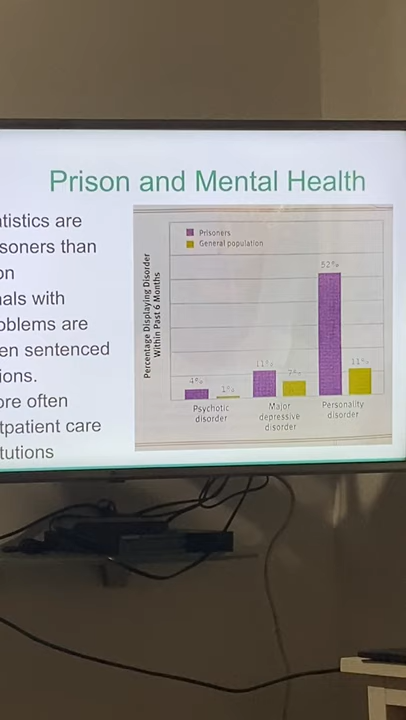 Prison and Mental Health
tistics are
soners than
on
als with
oblems are
en sentenced
ions.
ore often
tpatient care
tutions
Prisoners
General population
Percentage Displaying Disorder
Within Past 6 Months
52%
11%
7%
11%
4%
1%
Psychotic
disorder
Major
depressive
disorder
Personality
disorder